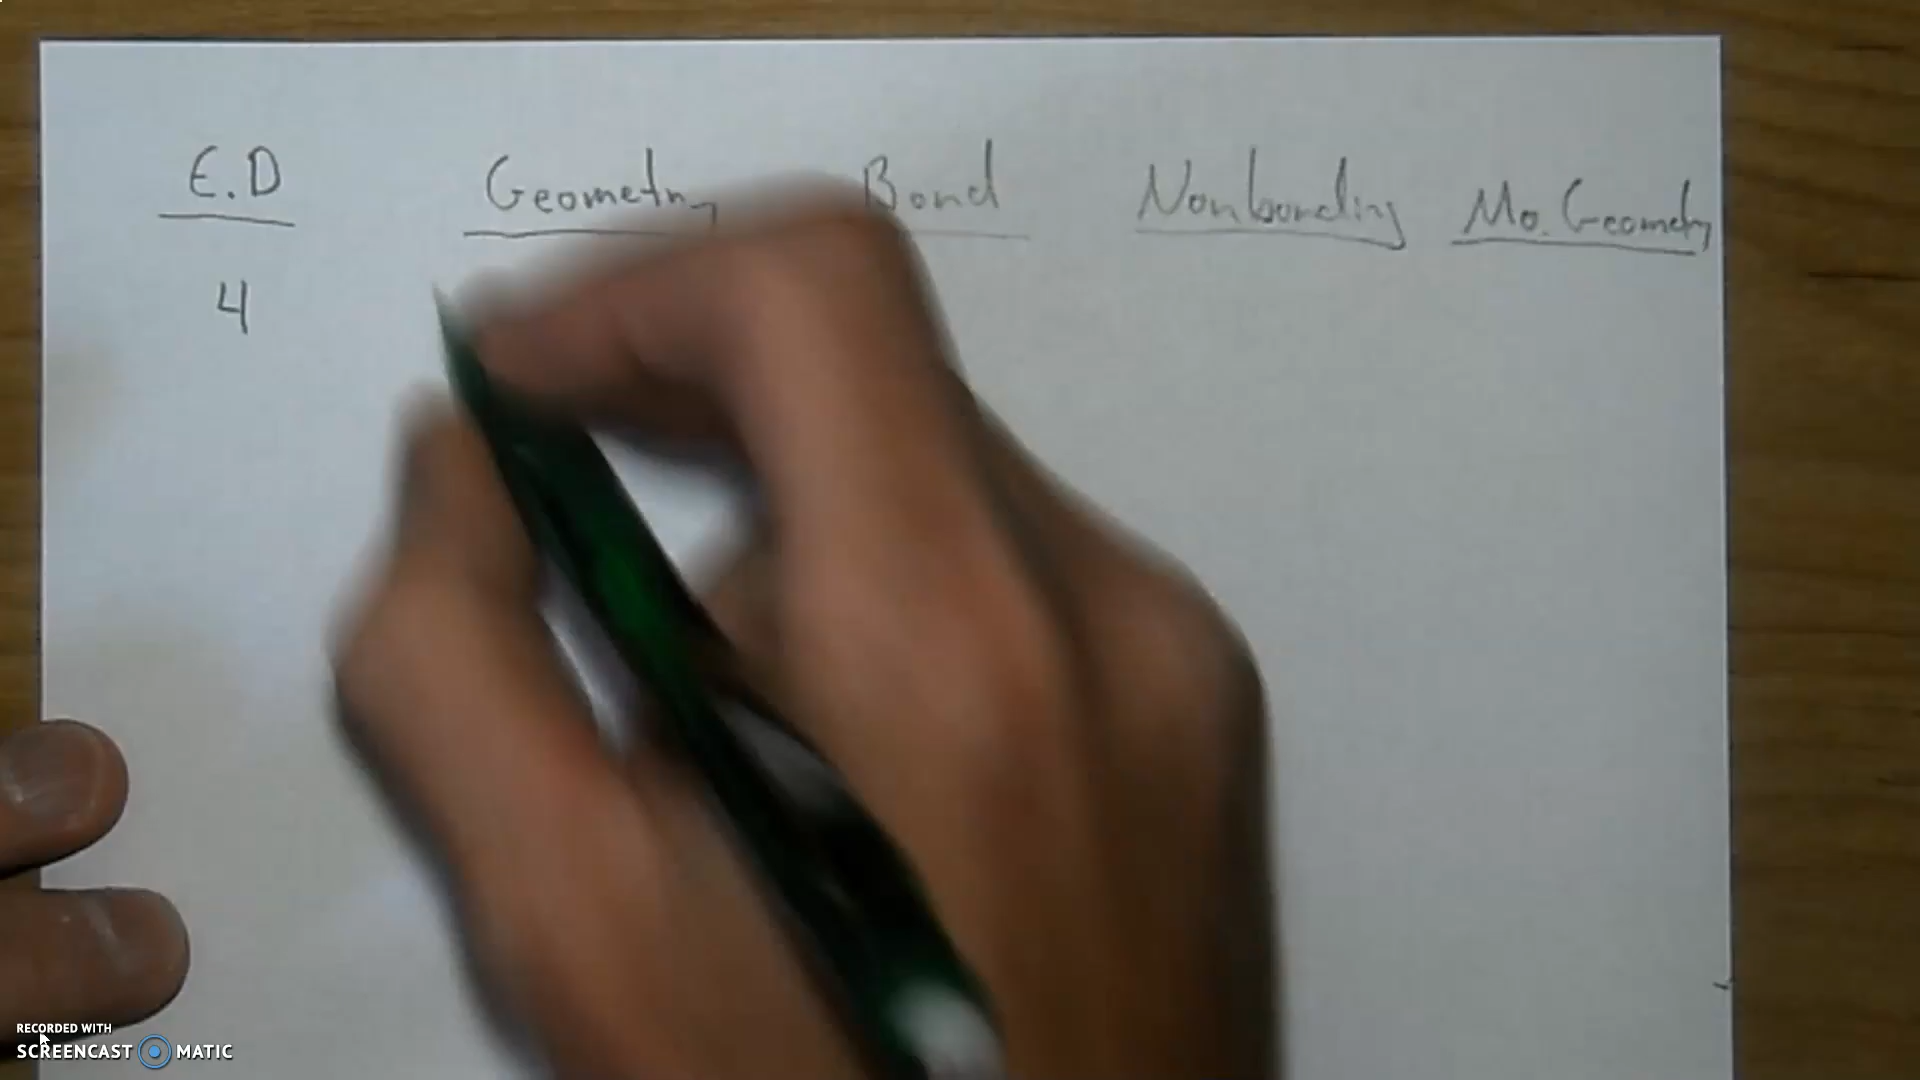 E.D Geometry Bond Nonbonding Mo. Geometry
4
RECORDED WITH
SCREENCAST MATIC